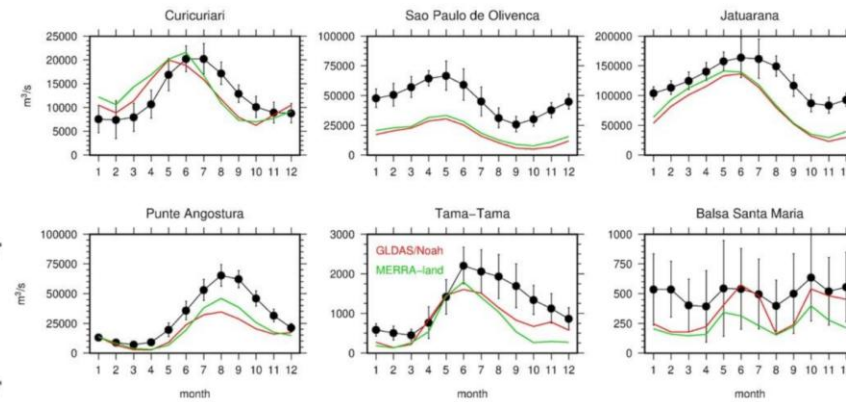 Curicuriari
Sao Paulo de Olivenca
Jatuarana
25000
20000
15000
10000
5000
0
m³/s
1 2 3 4 5 6 7 8 9 10 11 12
100000
75000
50000
25000
0
1 2 3 4 5 6 7 8 9 10 11 12
200000
150000
100000
50000
0
1 2 3 4 5 6 7 8 9 10 11 1
Punte Angostura
Tama-Tama
Balsa Santa Maria
100000
75000
50000
25000
0
m³/s
1 2 3 4 5 6 7 8 9 10 11 12
month
3000
2000
1000
0
GLDAS/Noah
MERRA-land
1 2 3 4 5 6 7 8 9 10 11 12
month
1000
750
500
250
0
1 2 3 4 5 6 7 8 9 10 11 12
month